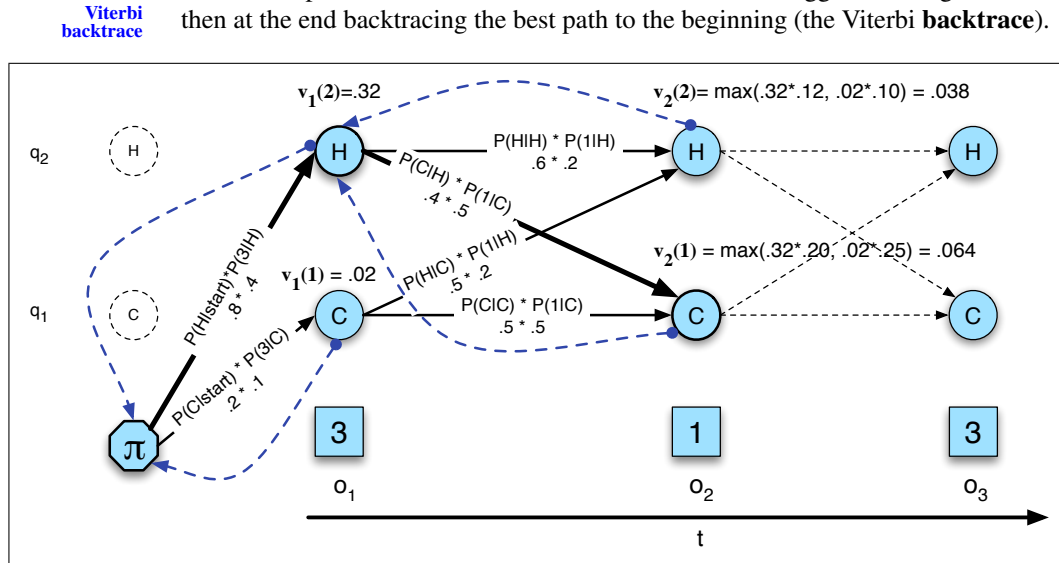 Viterbi
backtrace
then at the end backtracing the best path to the beginning (the Viterbi backtrace).
v1(2)=.32
v2(2)= max(.32*.12, .02*.10) = .038
q2
H
H
P(H|H) * P(1|H)
.6 * .2
H
H
P(C|H) * P(1|C)
.4 * .5
P(H|start)*P(3|H)
.8 * .4
v1(1) = .02
P(H|C) * P(1|H)
.5 * .2
v2(1) = max(.32*.20, .02*.25) = .064
q1
C
C
P(C|C) * P(1|C)
.5 * .5
C
C
P(C|start) * P(3|C)
.2 * .1
π
3
1
3
o1
o2
o3
t